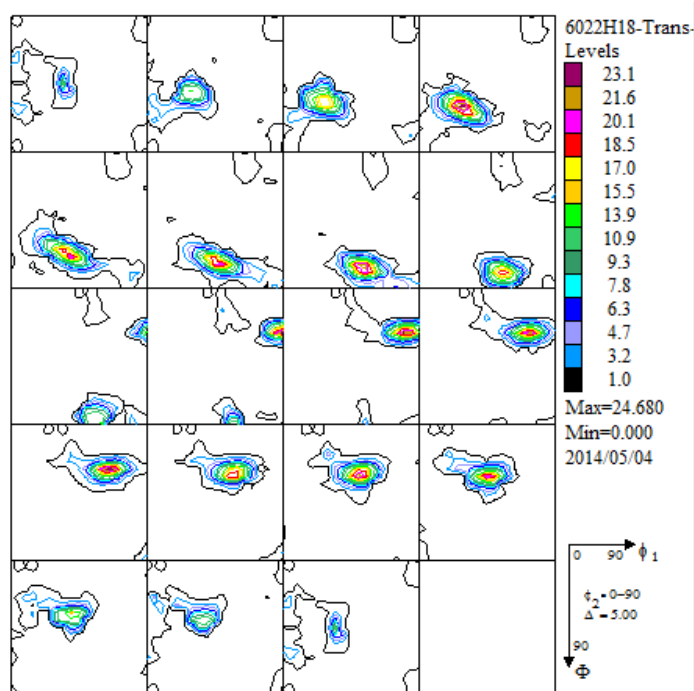 6022H18-Trans-
Levels
23.1
21.6
20.1
18.5
17.0
15.5
13.9
10.9
9.3
7.8
6.3
4.7
3.2
1.0
Max=24.680
Min=0.000
2014/05/04
0 90 ϕ1
ϕ2=0-90
Δ=5.00
90
Φ